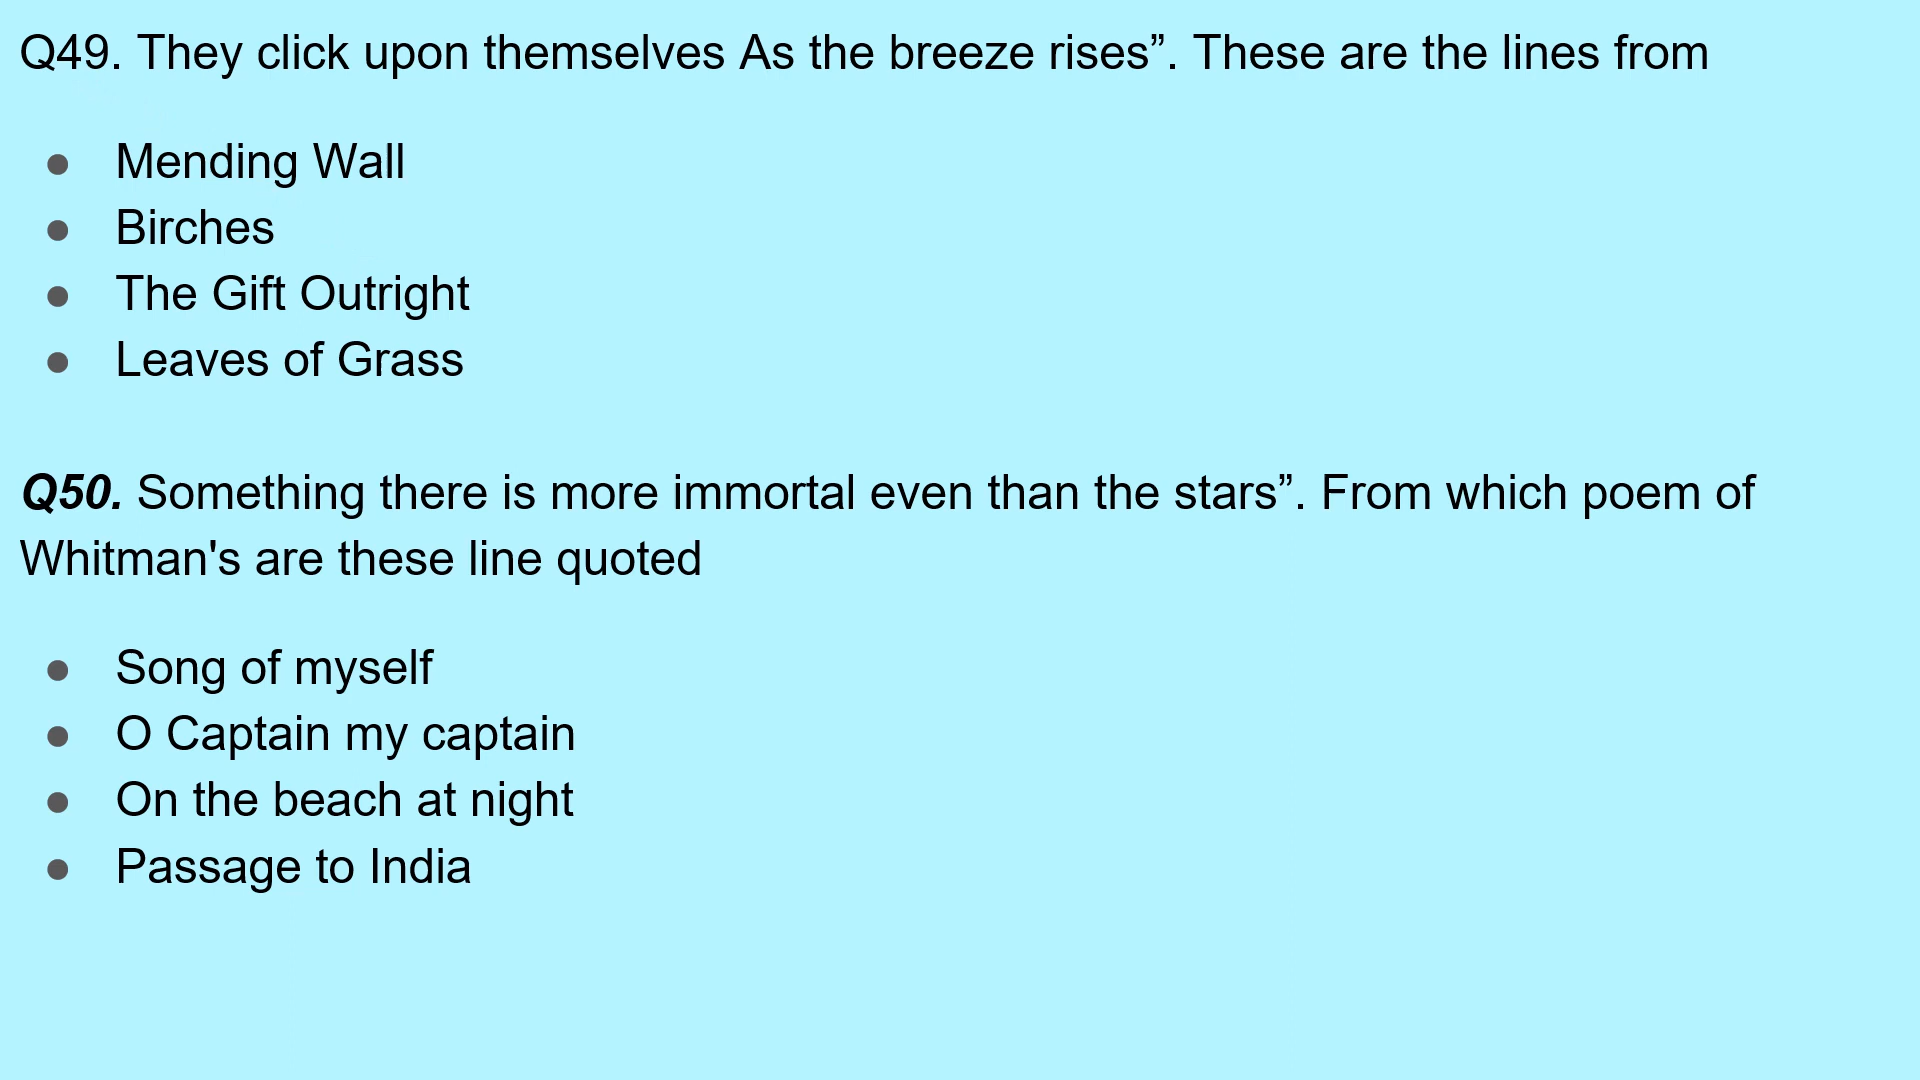 Q49. They click upon themselves As the breeze rises”. These are the lines from
● Mending Wall
● Birches
● The Gift Outright
● Leaves of Grass
Q50. Something there is more immortal even than the stars”. From which poem of
Whitman's are these line quoted
● Song of myself
● O Captain my captain
● On the beach at night
● Passage to India